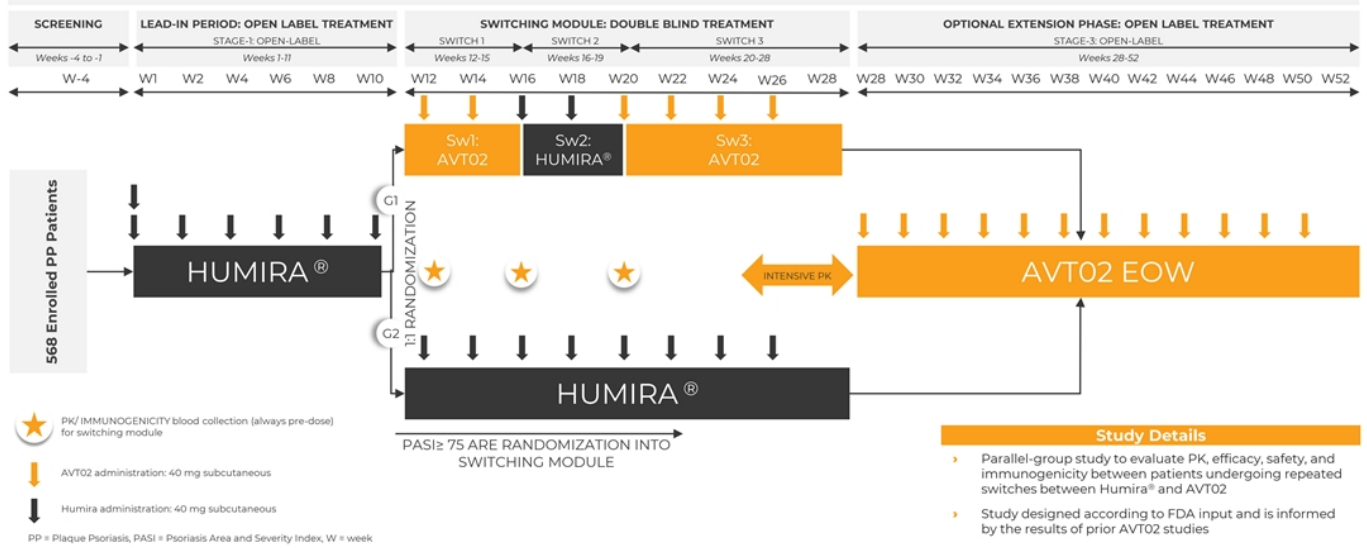 SCREENING
LEAD-IN PERIOD: OPEN LABEL TREATMENT
SWITCHING MODULE: DOUBLE BLIND TREATMENT
OPTIONAL EXTENSION PHASE: OPEN LABEL TREATMENT
STAGE-1: OPEN-LABEL
SWITCH 1
SWITCH 2
SWITCH 3
STAGE-3: OPEN-LABEL
Weeks -4 to -1
Weeks 1-11
Weeks 12-15
Weeks 16-19
Weeks 20-28
Weeks 28-52
W-4
W1 W2 W4 W6 W8 W10
W12 W14 W16 W18 W20 W22 W24 W26 W28
W28 W30 W32 W34 W36 W38 W40 W42 W44 W46 W48 W50 W52
Sw1:
AVT02
Sw2:
HUMIRA®
Sw3:
AVT02
568 Enrolled PP Patients
HUMIRA ®
G1
1:1 RANDOMIZATION
G2
INTENSIVE PK
AVT02 EOW
HUMIRA ®
PASI≥ 75 ARE RANDOMIZATION INTO
SWITCHING MODULE
PK/ IMMUNOGENICITY blood collection (always pre-dose)
for switching module
AVT02 administration: 40 mg subcutaneous
Humira administration: 40 mg subcutaneous
PP = Plaque Psoriasis, PASI = Psoriasis Area and Severity Index, W = week
Study Details
› Parallel-group study to evaluate PK, efficacy, safety, and
immunogenicity between patients undergoing repeated
switches between Humira® and AVT02
› Study designed according to FDA input and is informed
by the results of prior AVT02 studies